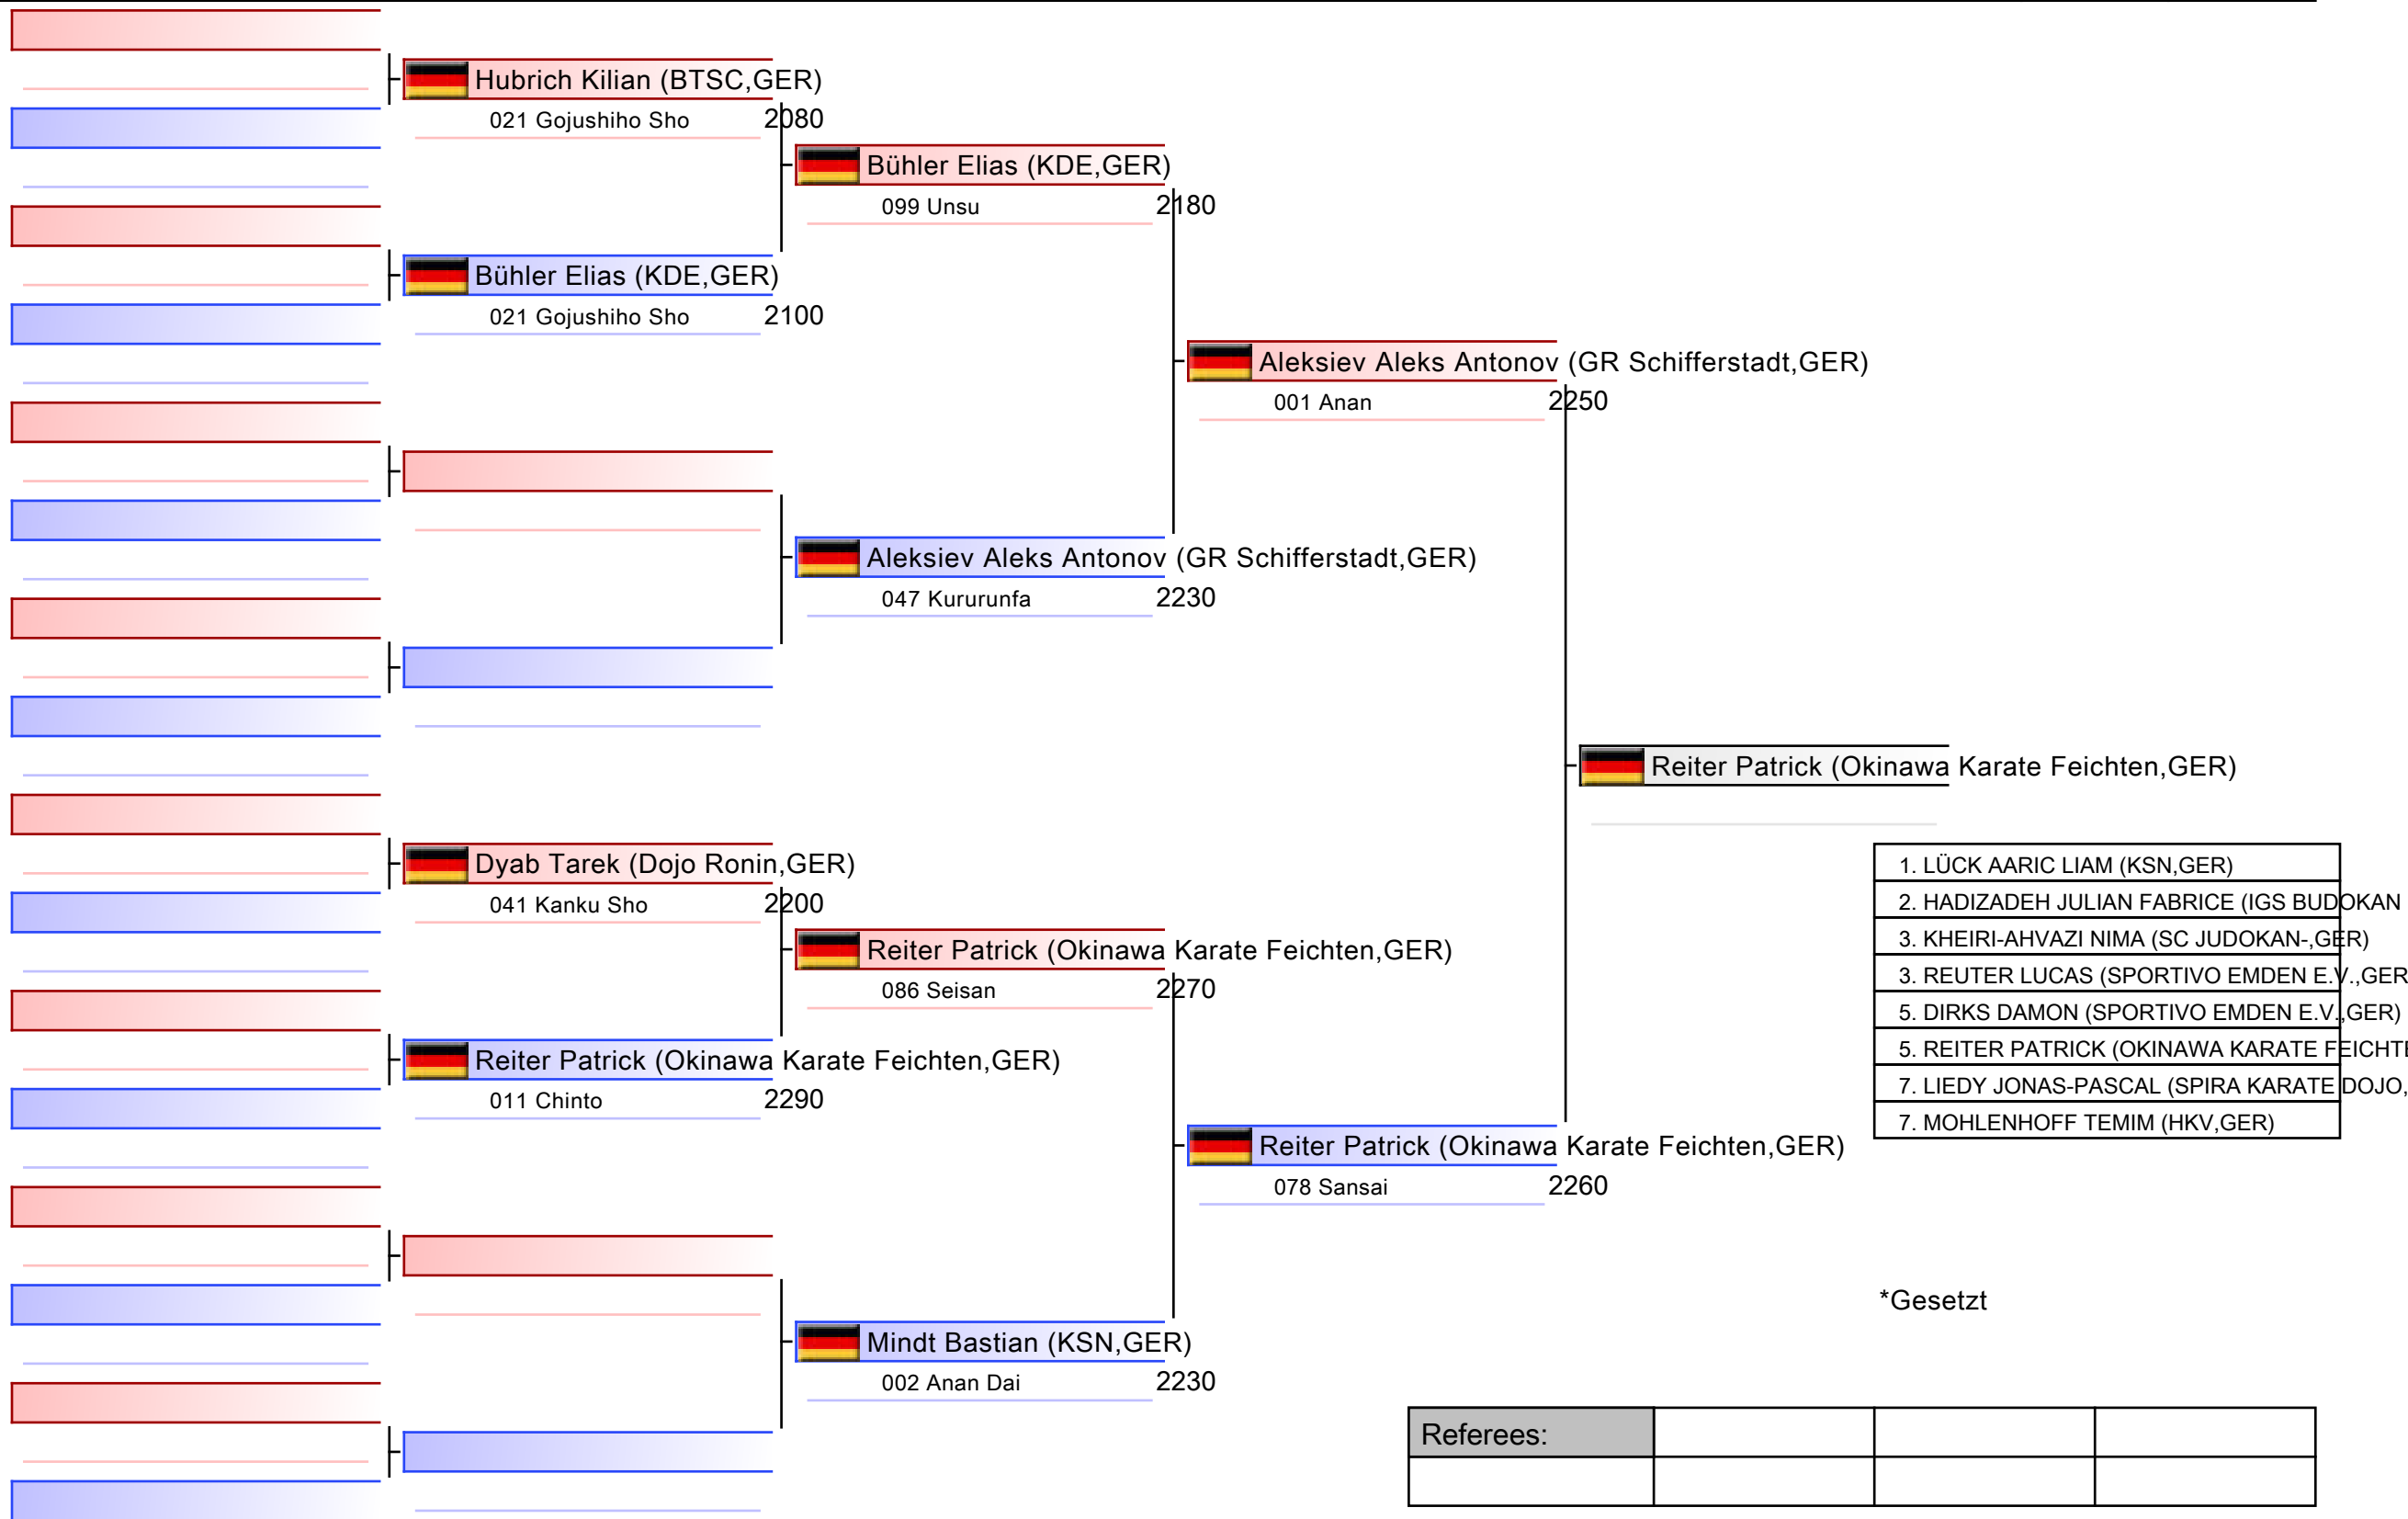 Hubrich Kilian (BTSC,GER)
021 Gojushiho Sho 2080
Bühler Elias (KDE,GER)
099 Unsu 2180
Bühler Elias (KDE,GER)
021 Gojushiho Sho 2100
Aleksiev Aleks Antonov (GR Schifferstadt,GER)
001 Anan 2250
Aleksiev Aleks Antonov (GR Schifferstadt,GER)
047 Kururunfa 2230
Reiter Patrick (Okinawa Karate Feichten,GER)
Dyab Tarek (Dojo Ronin,GER)
041 Kanku Sho 2200
Reiter Patrick (Okinawa Karate Feichten,GER)
086 Seisan 2270
Reiter Patrick (Okinawa Karate Feichten,GER)
011 Chinto 2290
Reiter Patrick (Okinawa Karate Feichten,GER)
078 Sansai 2260
Mindt Bastian (KSN,GER)
002 Anan Dai 2230
1. LÜCK AARIC LIAM (KSN,GER)
2. HADIZADEH JULIAN FABRICE (IGS BUDOKAN
3. KHEIRI-AHVAZI NIMA (SC JUDOKAN-,GER)
3. REUTER LUCAS (SPORTIVO EMDEN E.V.,GER
5. DIRKS DAMON (SPORTIVO EMDEN E.V.,GER)
5. REITER PATRICK (OKINAWA KARATE FEICHTE
7. LIEDY JONAS-PASCAL (SPIRA KARATE DOJO,
7. MOHLENHOFF TEMIM (HKV,GER)
*Gesetzt
Referees: